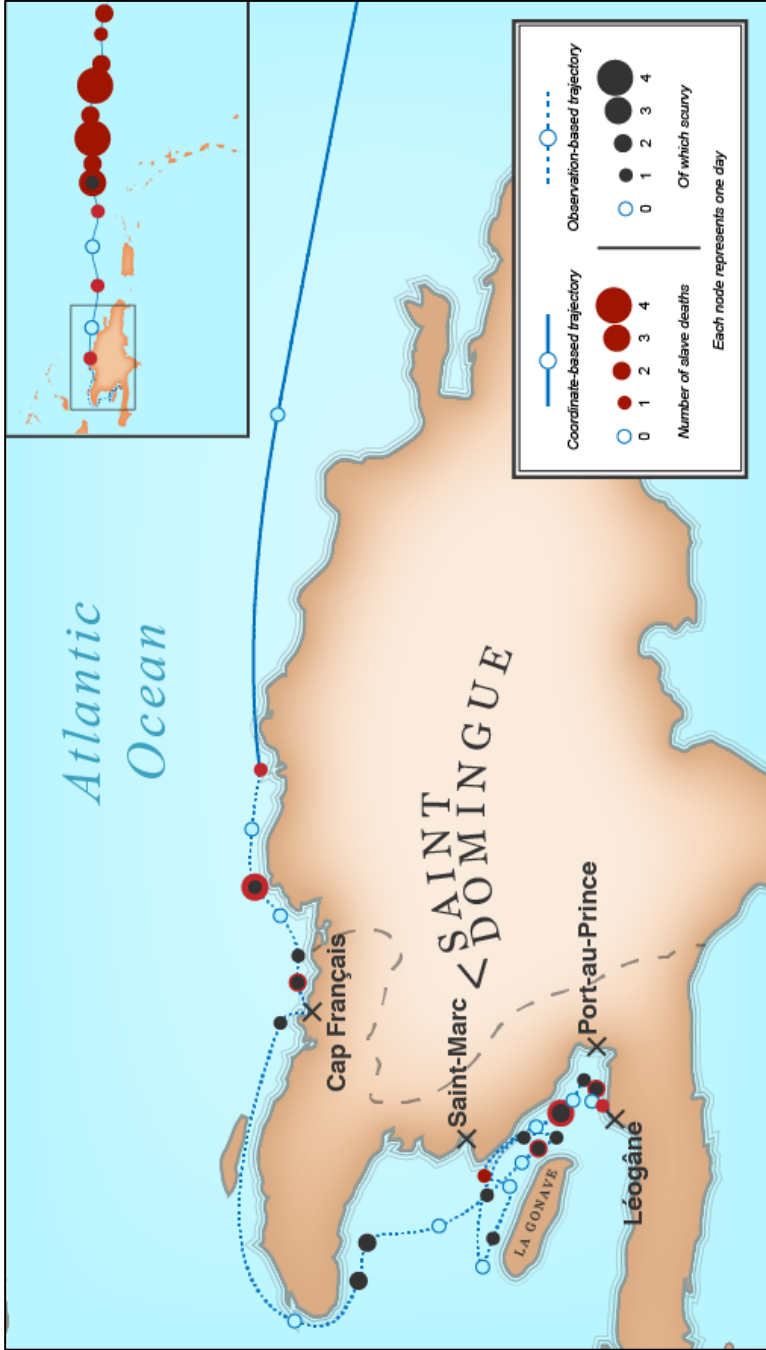 Atlantic
Ocean
Cap Français
Saint-Marc
SAINT
DOMINGUE
Port-au-Prince
LA GONAVE
Léogâne
Coordinate-based trajectory
Observation-based trajectory
0 1 2 3 4
Number of slave deaths
0 1 2 3 4
Of which scurvy
Each node represents one day